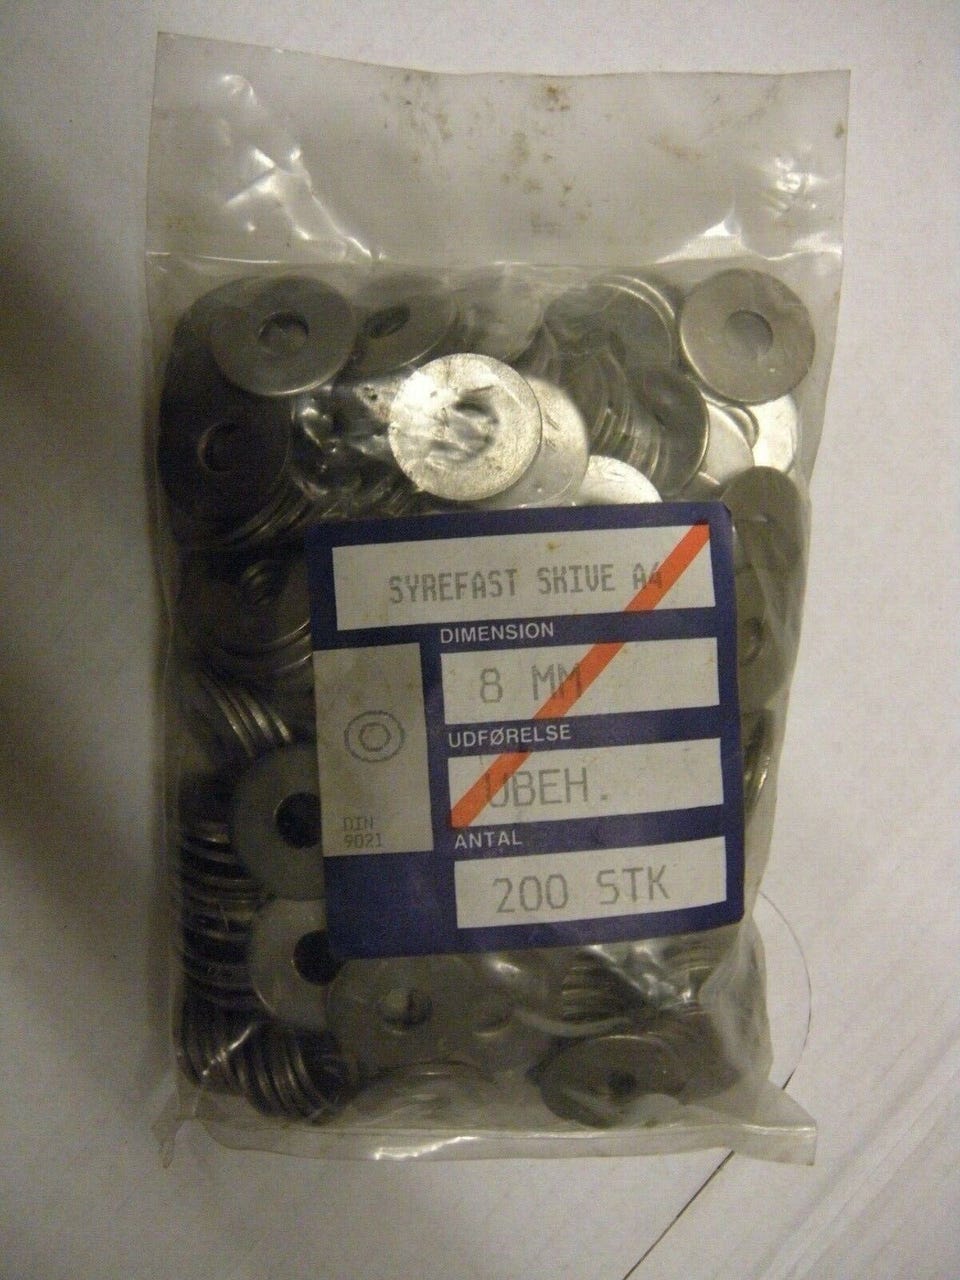 SYREFAST SKIVE A4
DIMENSION
8 MM
UDFØRELSE
UBEH.
DIN
9021
ANTAL
200 STK